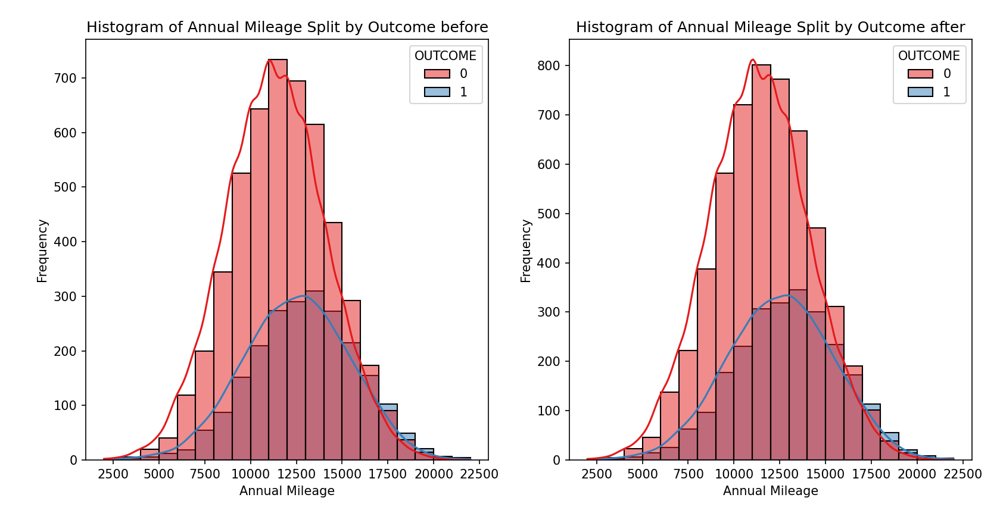 Histogram of Annual Mileage Split by Outcome before
OUTCOME
0
1
700
600
500
400
300
200
100
0
Frequency
2500 5000 7500 10000 12500 15000 17500 20000 22500
Annual Mileage
Histogram of Annual Mileage Split by Outcome after
OUTCOME
0
1
800
700
600
500
400
300
200
100
0
Frequency
2500 5000 7500 10000 12500 15000 17500 20000 22500
Annual Mileage